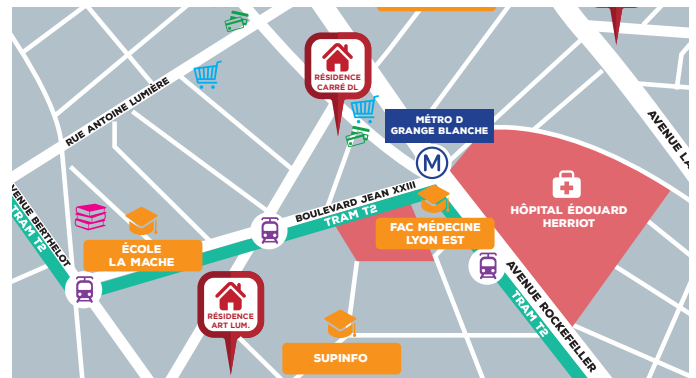 RÉSIDENCE
CARRÉ DL
RUE ANTOINE LUMIÈRE
MÉTRO D
GRANGE BLANCHE
M
AVENUE LA
BOULEVARD JEAN XXIII
TRAM T2
HÔPITAL ÉDOUARD
HERRIOT
AVENUE BERTHELOT
TRAM T2
ÉCOLE
LA MACHE
FAC MÉDECINE
LYON EST
AVENUE ROCKEFELLER
TRAM T2
RÉSIDENCE
ART LUM.
SUPINFO